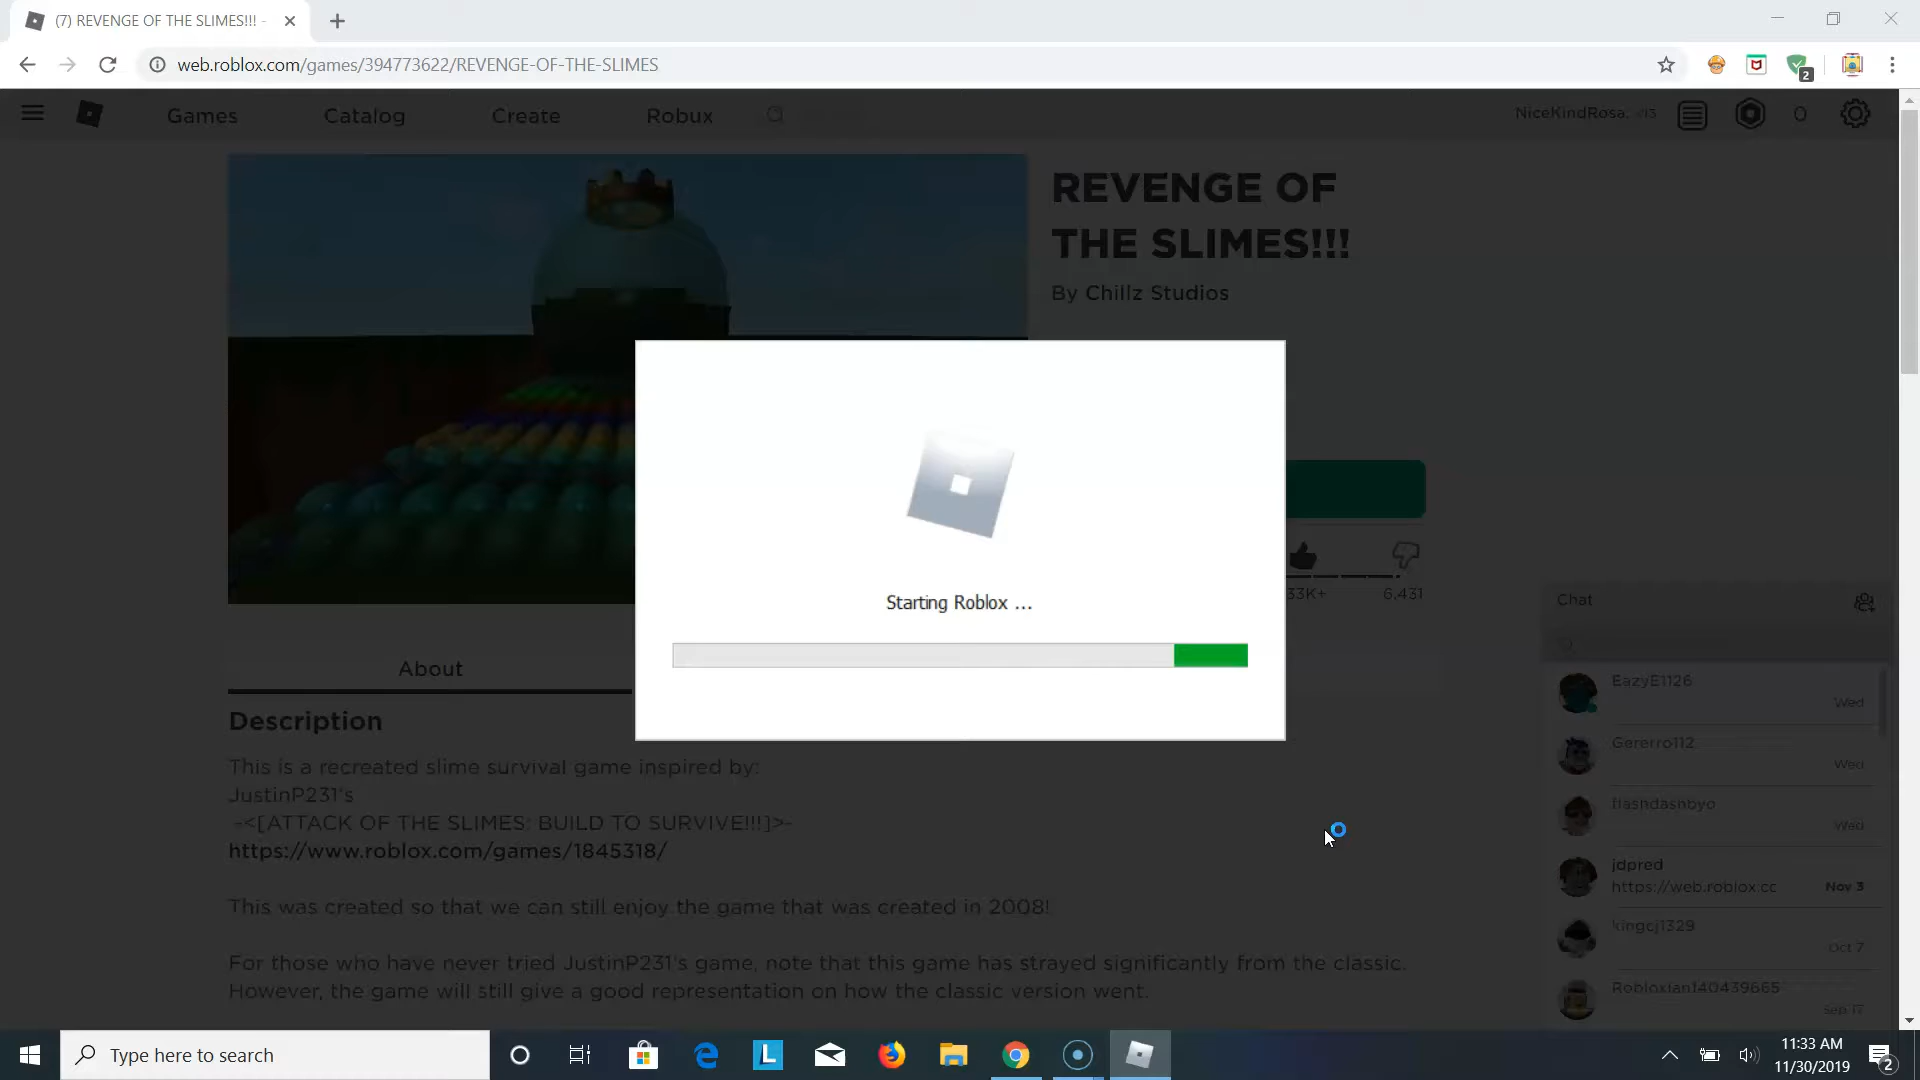 (7) REVENGE OF THE SLIMES!!! -
web.roblox.com/games/394773622/REVENGE-OF-THE-SLIMES
2
Games Catalog Create Robux
NiceKindRosa: 13
0
REVENGE OF
THE SLIMES!!!
By Chillz Studios
Starting Roblox ...
33K+ 6,431
Chat
About
Description
This is a recreated slime survival game inspired by:
JustinP231's
-<[ATTACK OF THE SLIMES: BUILD TO SURVIVE!!!]>-
https://www.roblox.com/games/1845318/
This was created so that we can still enjoy the game that was created in 2008!
For those who have never tried JustinP231's game, note that this game has strayed significantly from the classic.
However, the game will still give a good representation on how the classic version went.
EazyE1126
Wed
Gererro112
Wed
flashdashbyo
Wed
jdpred
https://web.roblox.cc Nov 3
kingcj1329
Oct 7
Robloxian140439665
Sep 17
Type here to search
L
11:33 AM
11/30/2019
2